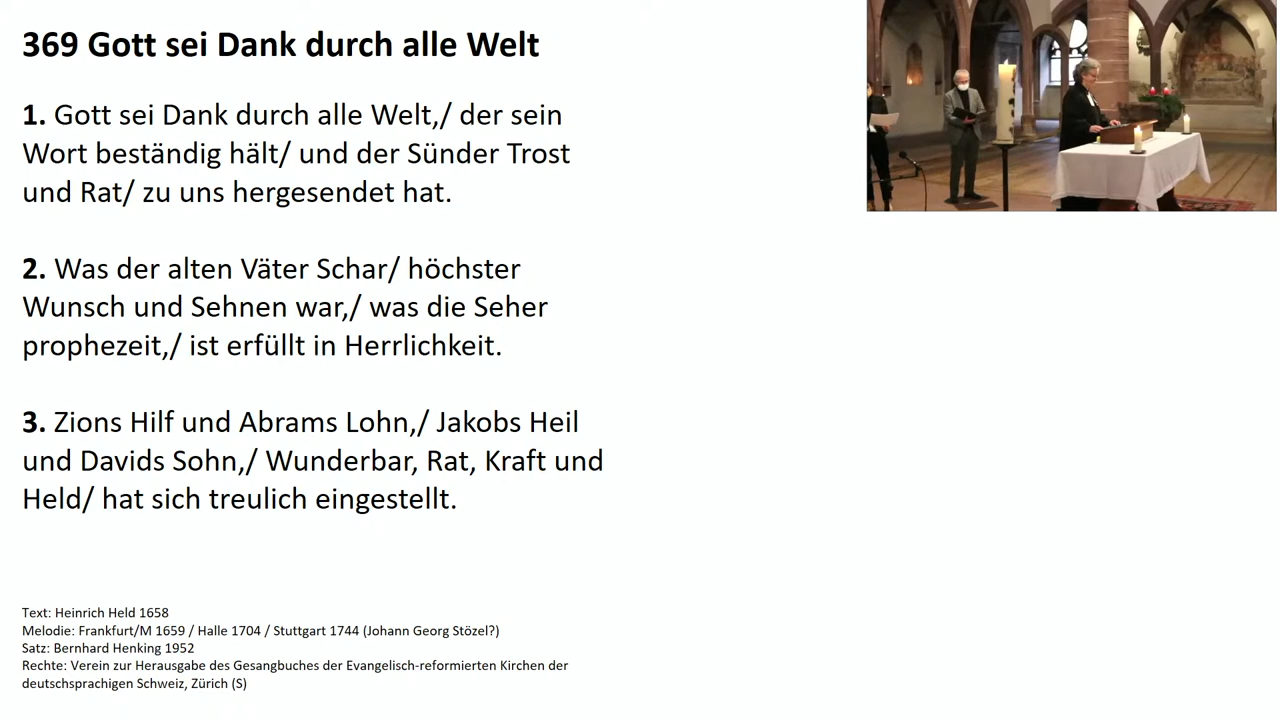 369 Gott sei Dank durch alle Welt
1. Gott sei Dank durch alle Welt,/ der sein
Wort beständig hält/ und der Sünder Trost
und Rat/ zu uns hergesendet hat.
2. Was der alten Väter Schar/ höchster
Wunsch und Sehnen war,/ was die Seher
prophezeit,/ ist erfüllt in Herrlichkeit.
3. Zions Hilf und Abrams Lohn,/ Jakobs Heil
und Davids Sohn,/ Wunderbar, Rat, Kraft und
Held/ hat sich treulich eingestellt.
Text: Heinrich Held 1658
Melodie: Frankfurt/M 1659 / Halle 1704 / Stuttgart 1744 (Johann Georg Stözel?)
Satz: Bernhard Henking 1952
Rechte: Verein zur Herausgabe des Gesangbuches der Evangelisch-reformierten Kirchen der
deutschsprachigen Schweiz, Zürich (S)